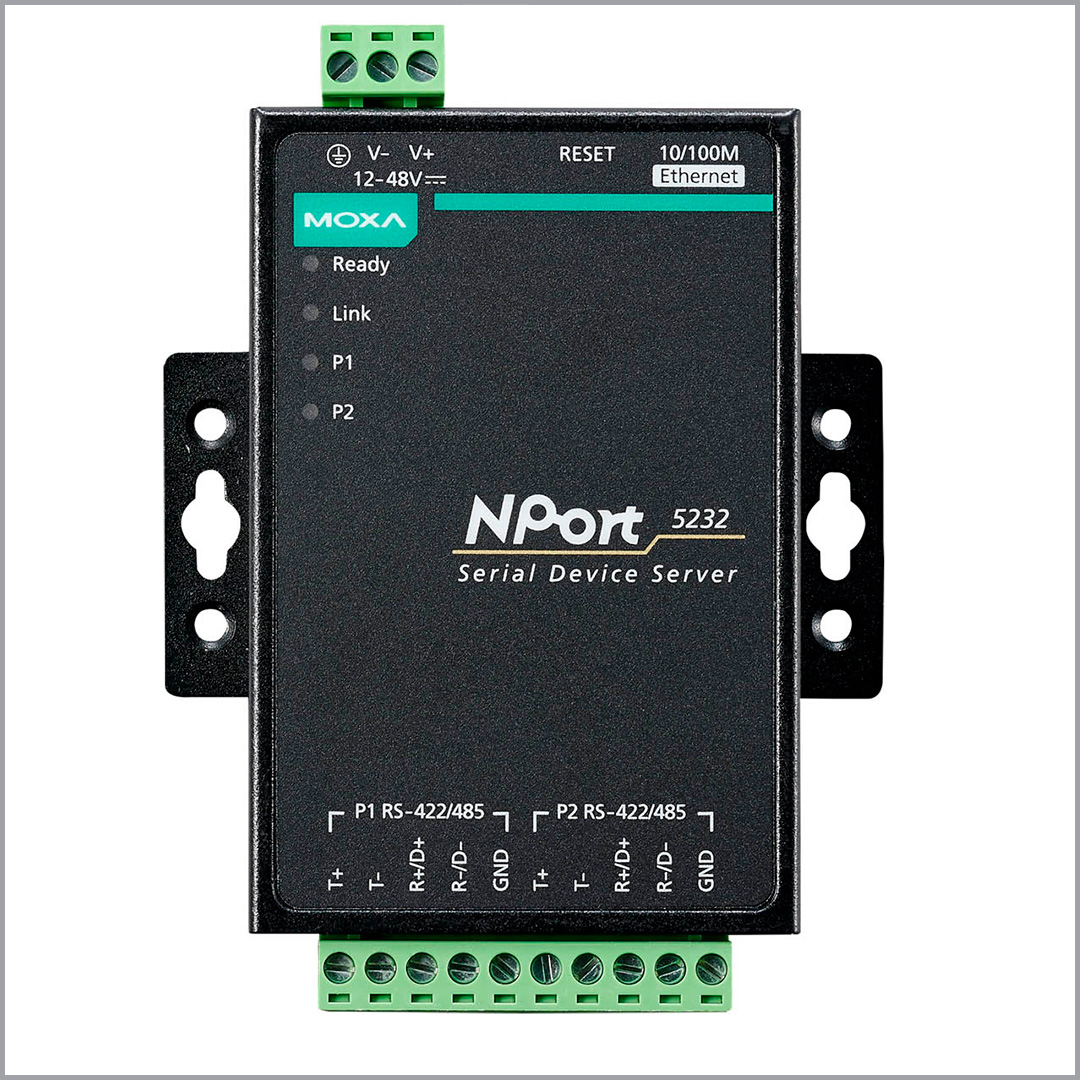 V- V+
12-48V
RESET
10/100M
Ethernet
MOXA
Ready
Link
P1
P2
NPort 5232
Serial Device Server
P1 RS-422/485
P2 RS-422/485
T+
T-
R+/D+
R-/D-
GND
T+
T-
R+/D+
R-/D-
GND